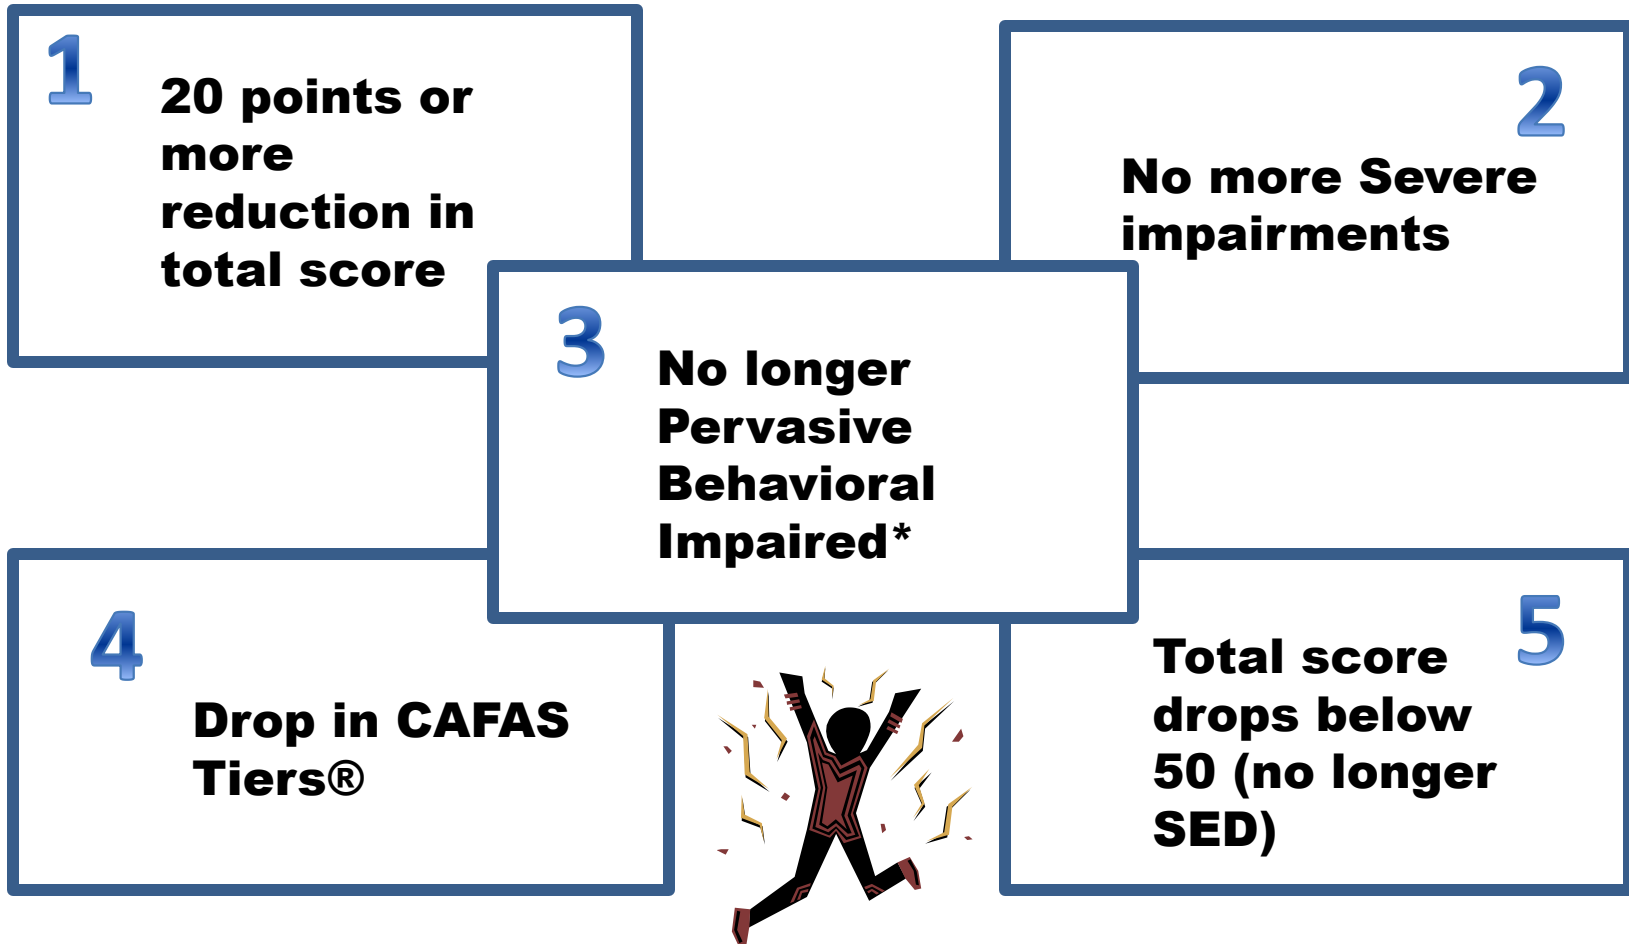 1
20 points or
more
reduction in
total score
2
No more Severe
impairments
3
No longer
Pervasive
Behavioral
Impaired*
4
Drop in CAFAS
Tiers®
5
Total score
drops below
50 (no longer
SED)